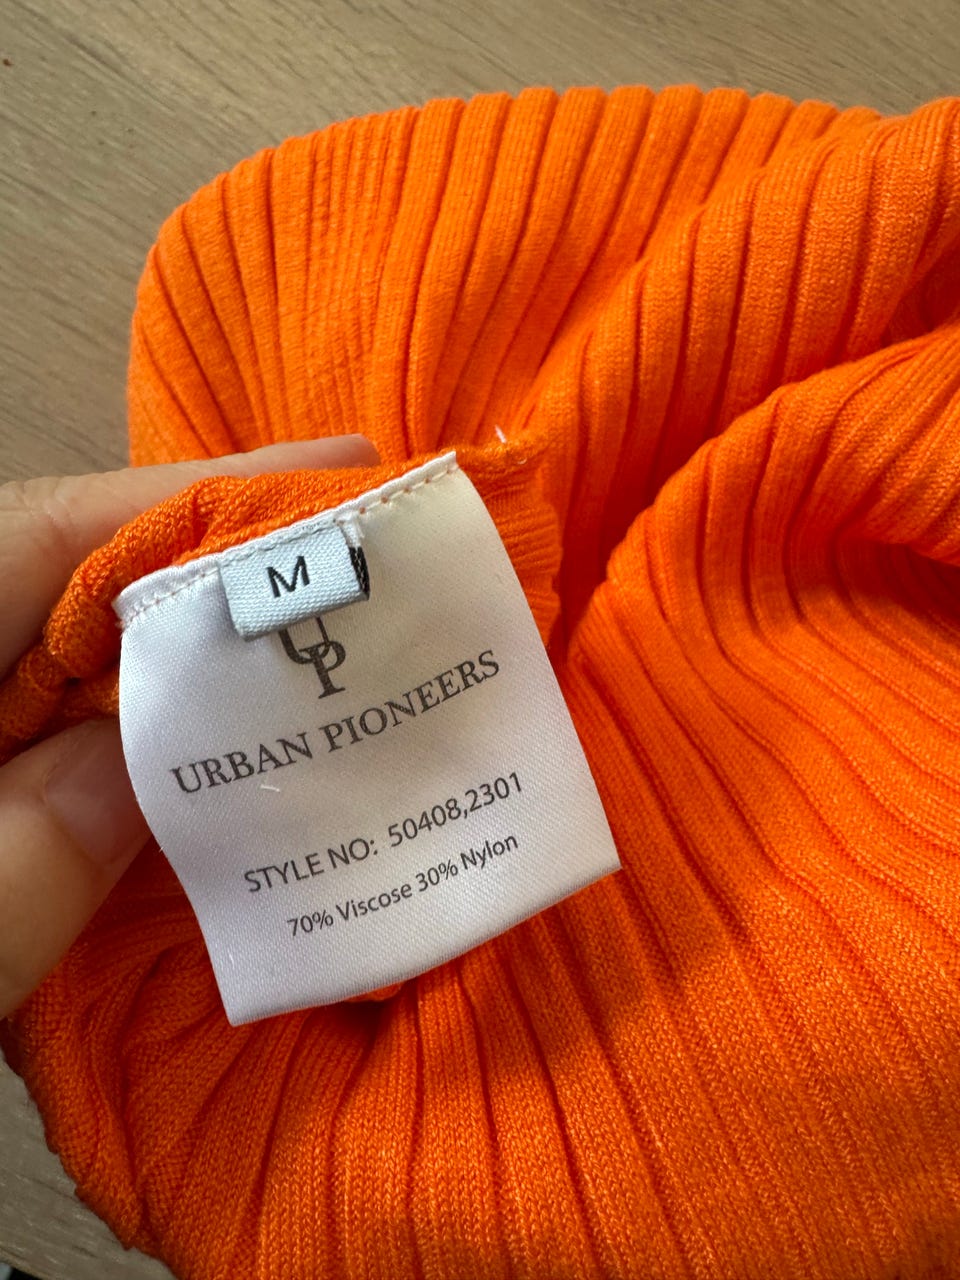 M
UP
URBAN PIONEERS
STYLE NO: 50408,2301
70% Viscose 30% Nylon